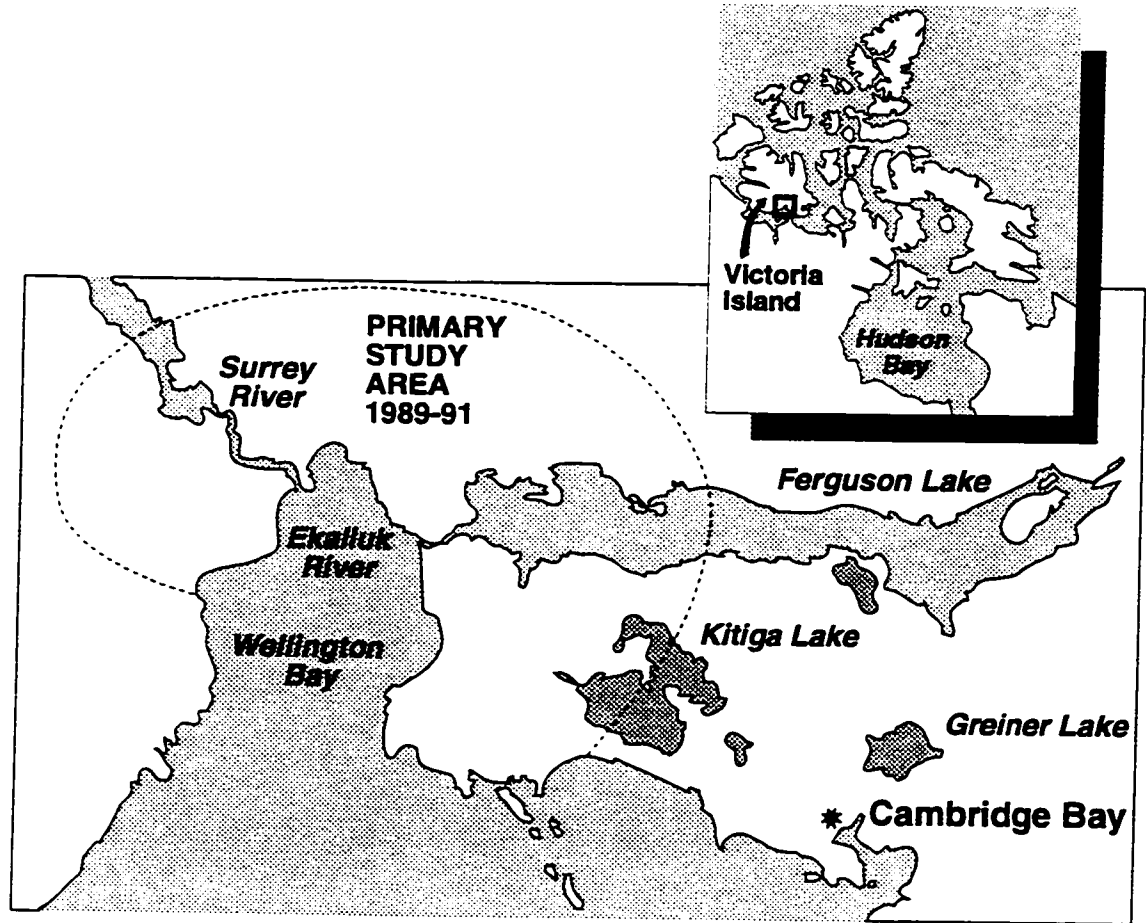 Victoria
Island
Hudson
Bay
PRIMARY
STUDY
AREA
1989-91
Surrey
River
Ferguson Lake
Ekalluk
River
Kitiga Lake
Wellington
Bay
Greiner Lake
Cambridge Bay